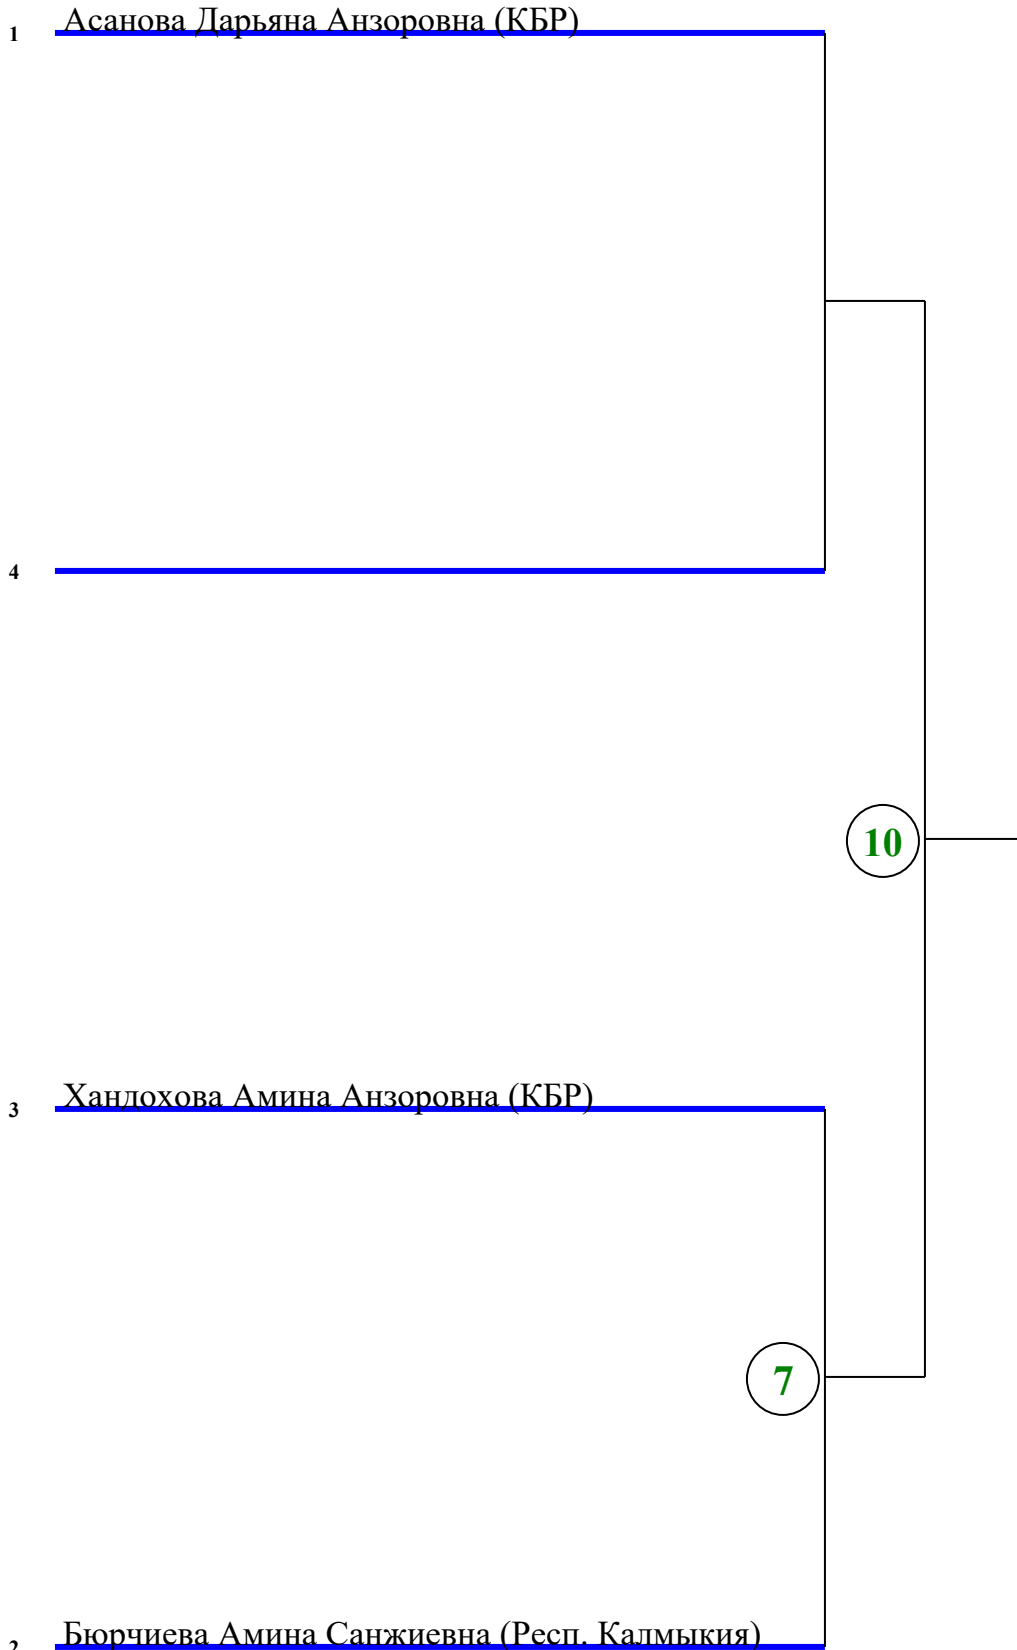 1 Асанова Дарьяна Анзоровна (КБР)
4
10
3 Хандохова Амина Анзоровна (КБР)
7
2 Бюрчиева Амина Санжиевна (Респ. Калмыкия)